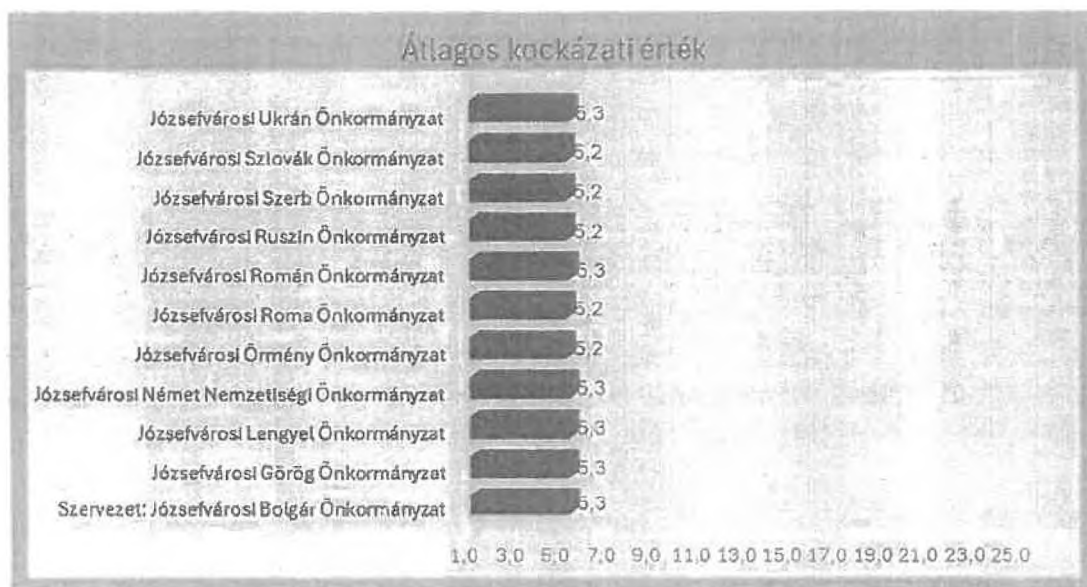 Átlagos kockázati érték
Józsefvárosi Ukrán Önkormányzat 5,3
Józsefvárosi Szlovák Önkormányzat 5,2
Józsefvárosi Szerb Önkormányzat 5,2
Józsefvárosi Ruszin Önkormányzat 5,2
Józsefvárosi Román Önkormányzat 5,3
Józsefvárosi Roma Önkormányzat 5,2
Józsefvárosi Örmény Önkormányzat 5,2
Józsefvárosi Német Nemzetiségi Önkormányzat 5,3
Józsefvárosi Lengyel Önkormányzat 5,3
Józsefvárosi Görög Önkormányzat 5,3
Szervezet: Józsefvárosi Bolgár Önkormányzat 5,3
1,0 3,0 5,0 7,0 9,0 11,0 13,0 15,0 17,0 19,0 21,0 23,0 25,0